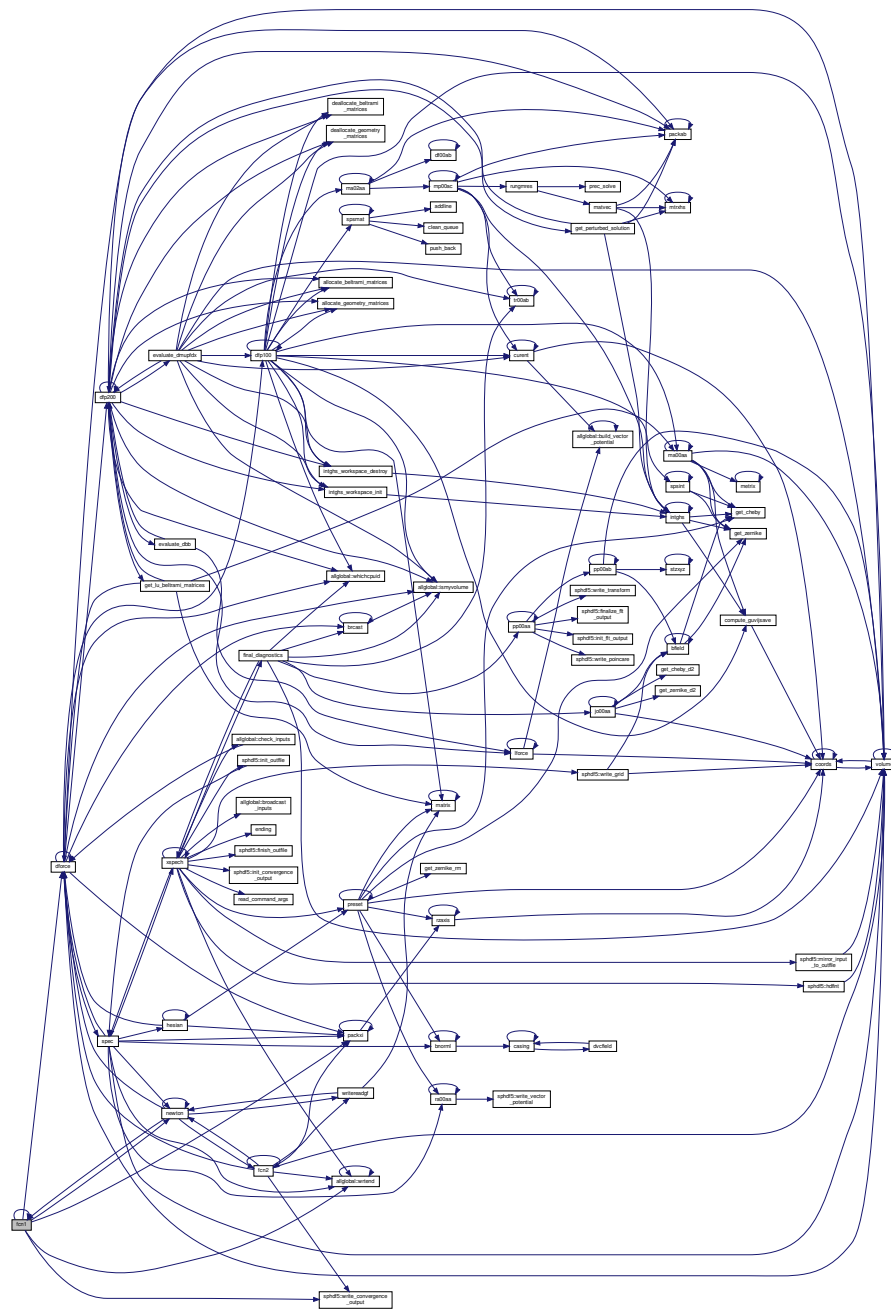 deallocate_beltrami
_matrices
deallocate_geometry
_matrices
packab
df00ab
ma02aa
mp00ac
rungmres
prec_solve
matvec
mtrxhs
spsmat
addline
clean_queue
push_back
get_perturbed_solution
allocate_beltrami_matrices
allocate_geometry_matrices
tr00ab
evaluate_dmupfdx
dfp100
curent
dfp200
allglobal::build_vector
_potential
ma00aa
intghs_workspace_destroy
intghs_workspace_init
spsint
metrix
intghs
get_cheby
get_zernike
evaluate_dbb
get_lu_beltrami_matrices
allglobal::whichcpuid
allglobal::ismyvolume
pp00ab
stzxyz
sphdf5::write_transform
sphdf5::finalize_flt
_output
sphdf5::init_flt_output
sphdf5::write_poincare
compute_guvijsave
brcast
pp00aa
bfield
final_diagnostics
get_cheby_d2
get_zernike_d2
jo00aa
allglobal::check_inputs
sphdf5::init_outfile
lforce
coords
volume
sphdf5::write_grid
allglobal::broadcast
_inputs
matrix
ending
sphdf5::finish_outfile
dforce
xspech
sphdf5::init_convergence
_output
get_zernike_rm
read_command_args
preset
rzaxis
sphdf5::mirror_input
_to_outfile
sphdf5::hdfint
hesian
spec
packxi
bnorml
casing
dvcfield
writereadgf
ra00aa
sphdf5::write_vector
_potential
newton
fcn2
allglobal::wrtend
fcn1
sphdf5::write_convergence
_output